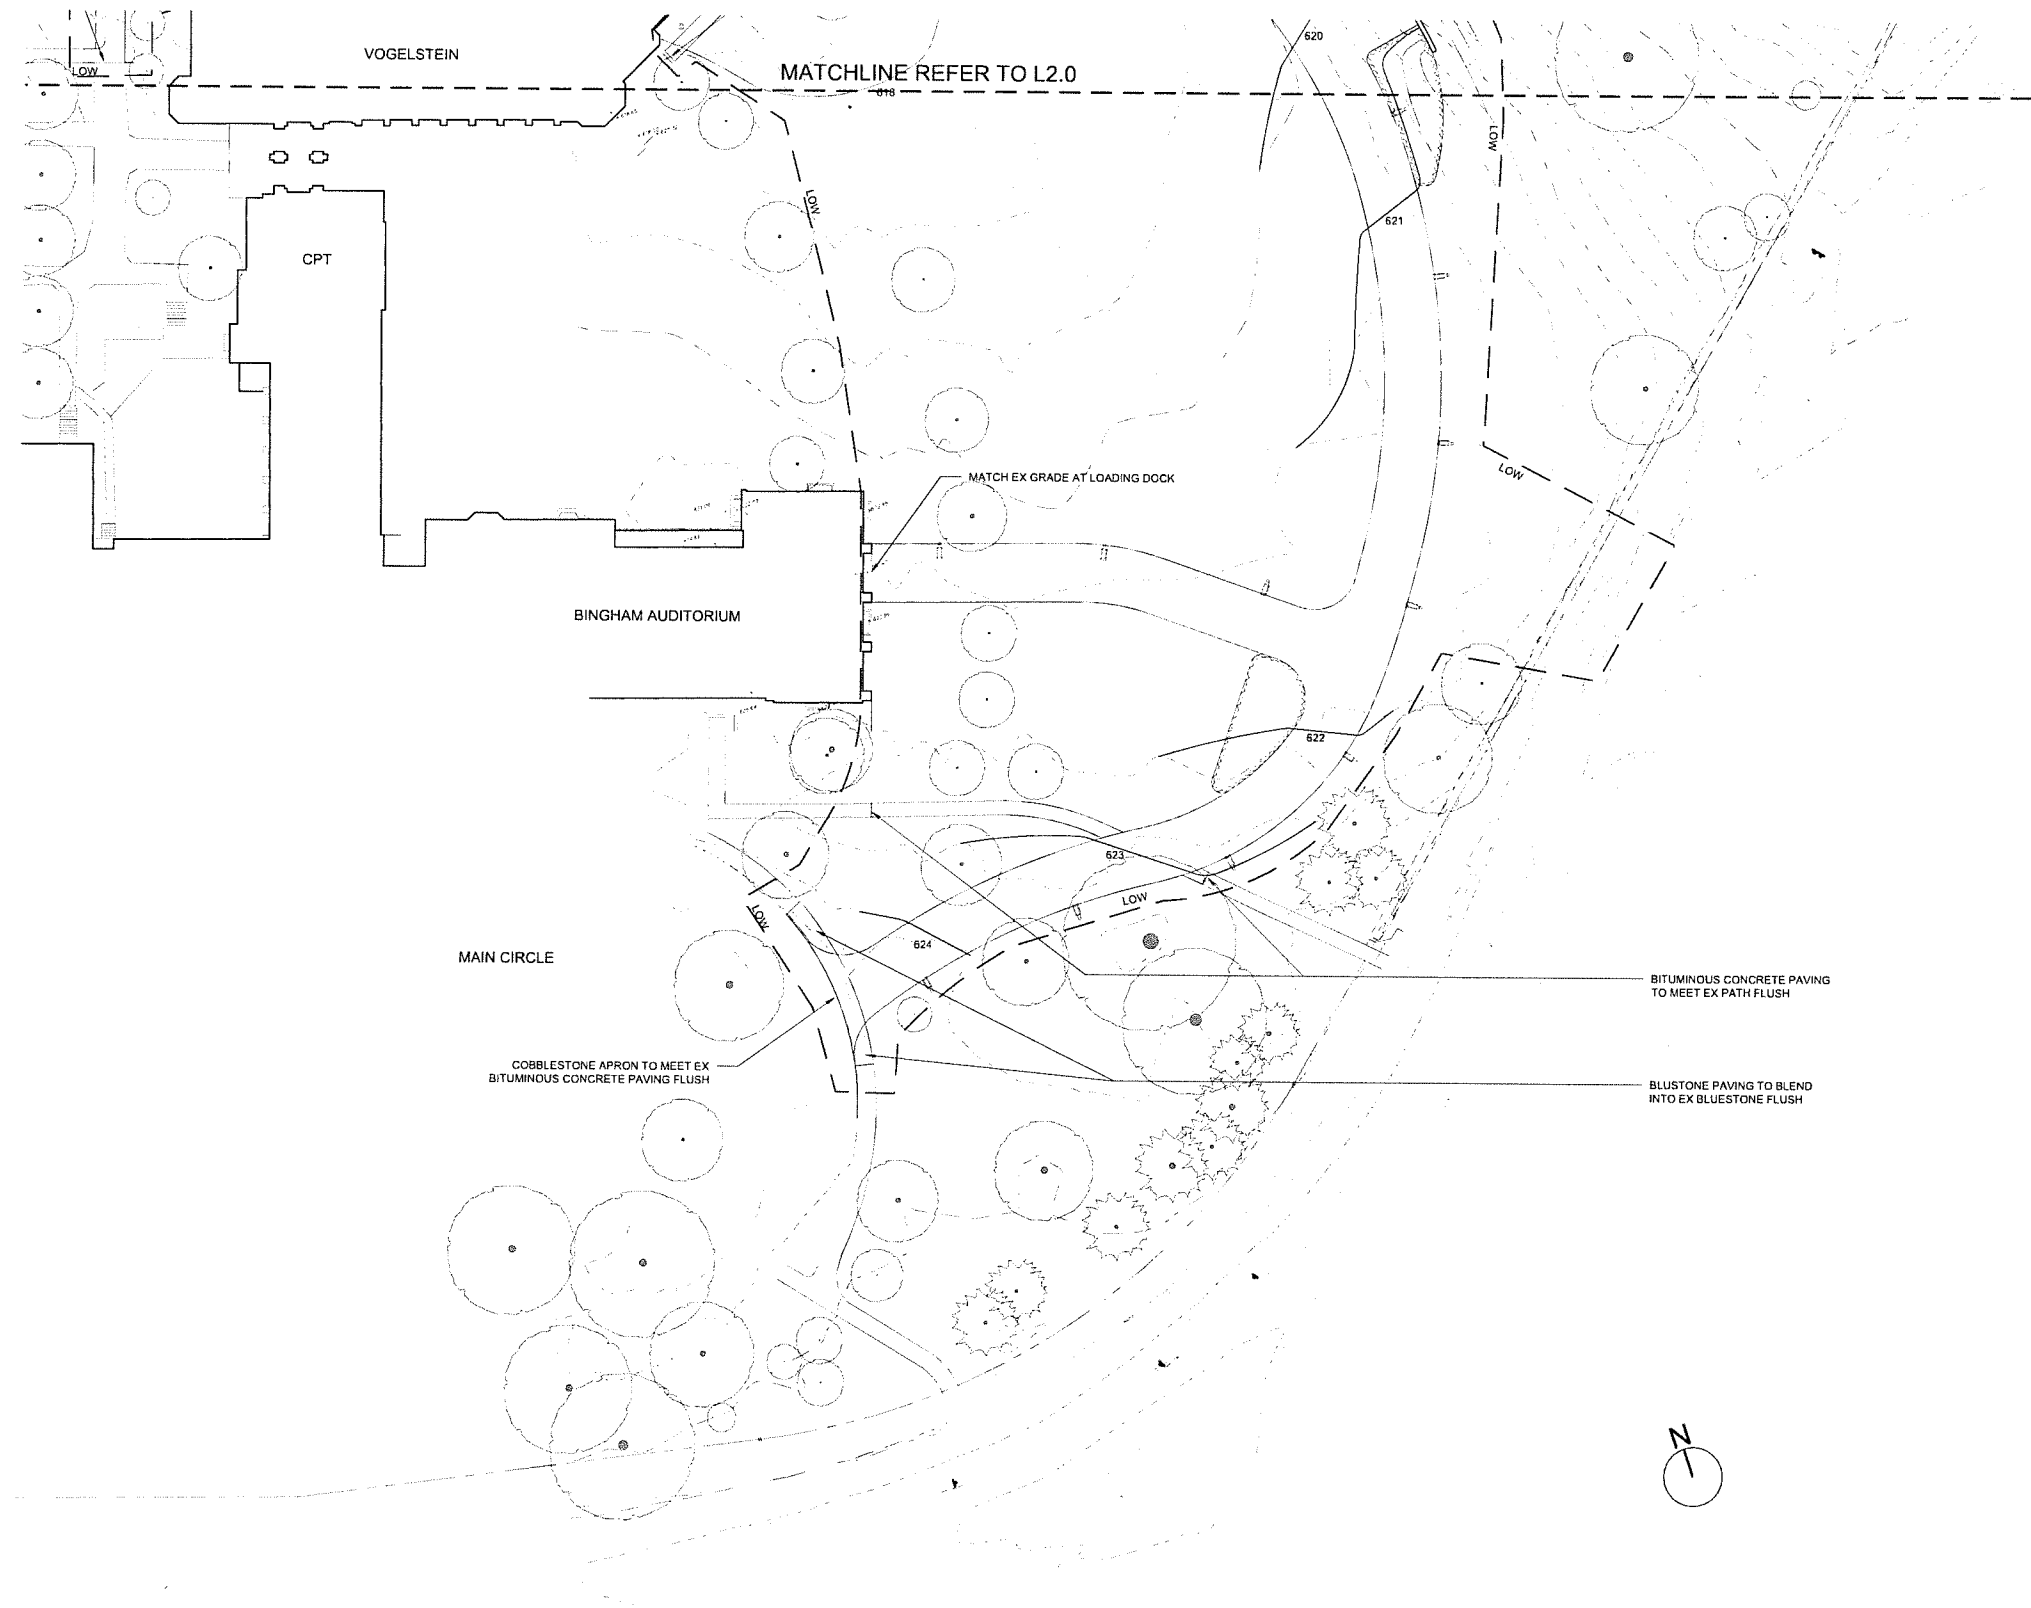 620
VOGELSTEIN
LOW
MATCHLINE REFER TO L2.0
618
LOW
LOW
621
CPT
LOW
MATCH EX GRADE AT LOADING DOCK
BINGHAM AUDITORIUM
622
623
LOW
LOW
624
MAIN CIRCLE
BITUMINOUS CONCRETE PAVING
TO MEET EX PATH FLUSH
COBBLESTONE APRON TO MEET EX
BITUMINOUS CONCRETE PAVING FLUSH
BLUSTONE PAVING TO BLEND
INTO EX BLUESTONE FLUSH
N